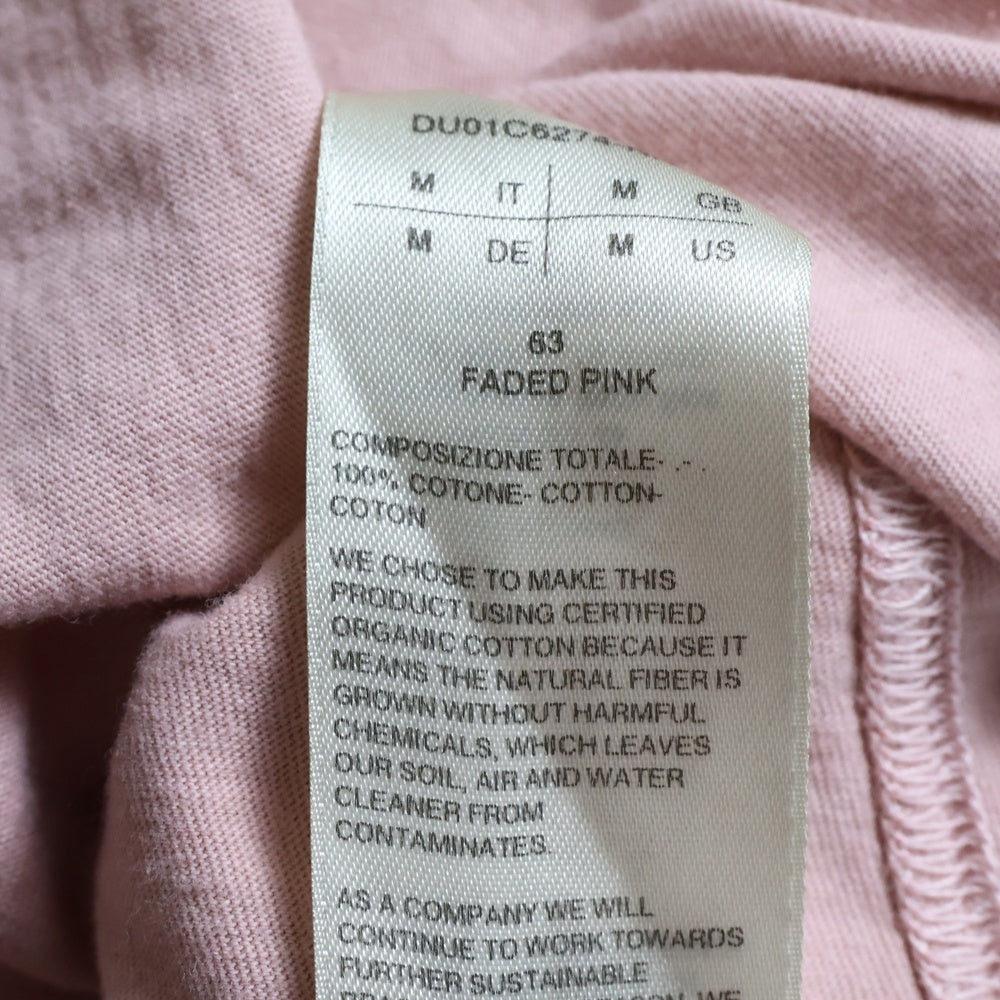 DU01C6274
M IT M GB
M DE M US
63
FADED PINK
COMPOSIZIONE TOTALE- .-.
100% COTONE- COTTON-
COTON
WE CHOSE TO MAKE THIS
PRODUCT USING CERTIFIED
ORGANIC COTTON BECAUSE IT
MEANS THE NATURAL FIBER IS
GROWN WITHOUT HARMFUL
CHEMICALS, WHICH LEAVES
OUR SOIL, AIR AND WATER
CLEANER FROM
CONTAMINATES.
AS A COMPANY WE WILL
CONTINUE TO WORK TOWARDS
FURTHER SUSTAINABLE
WE